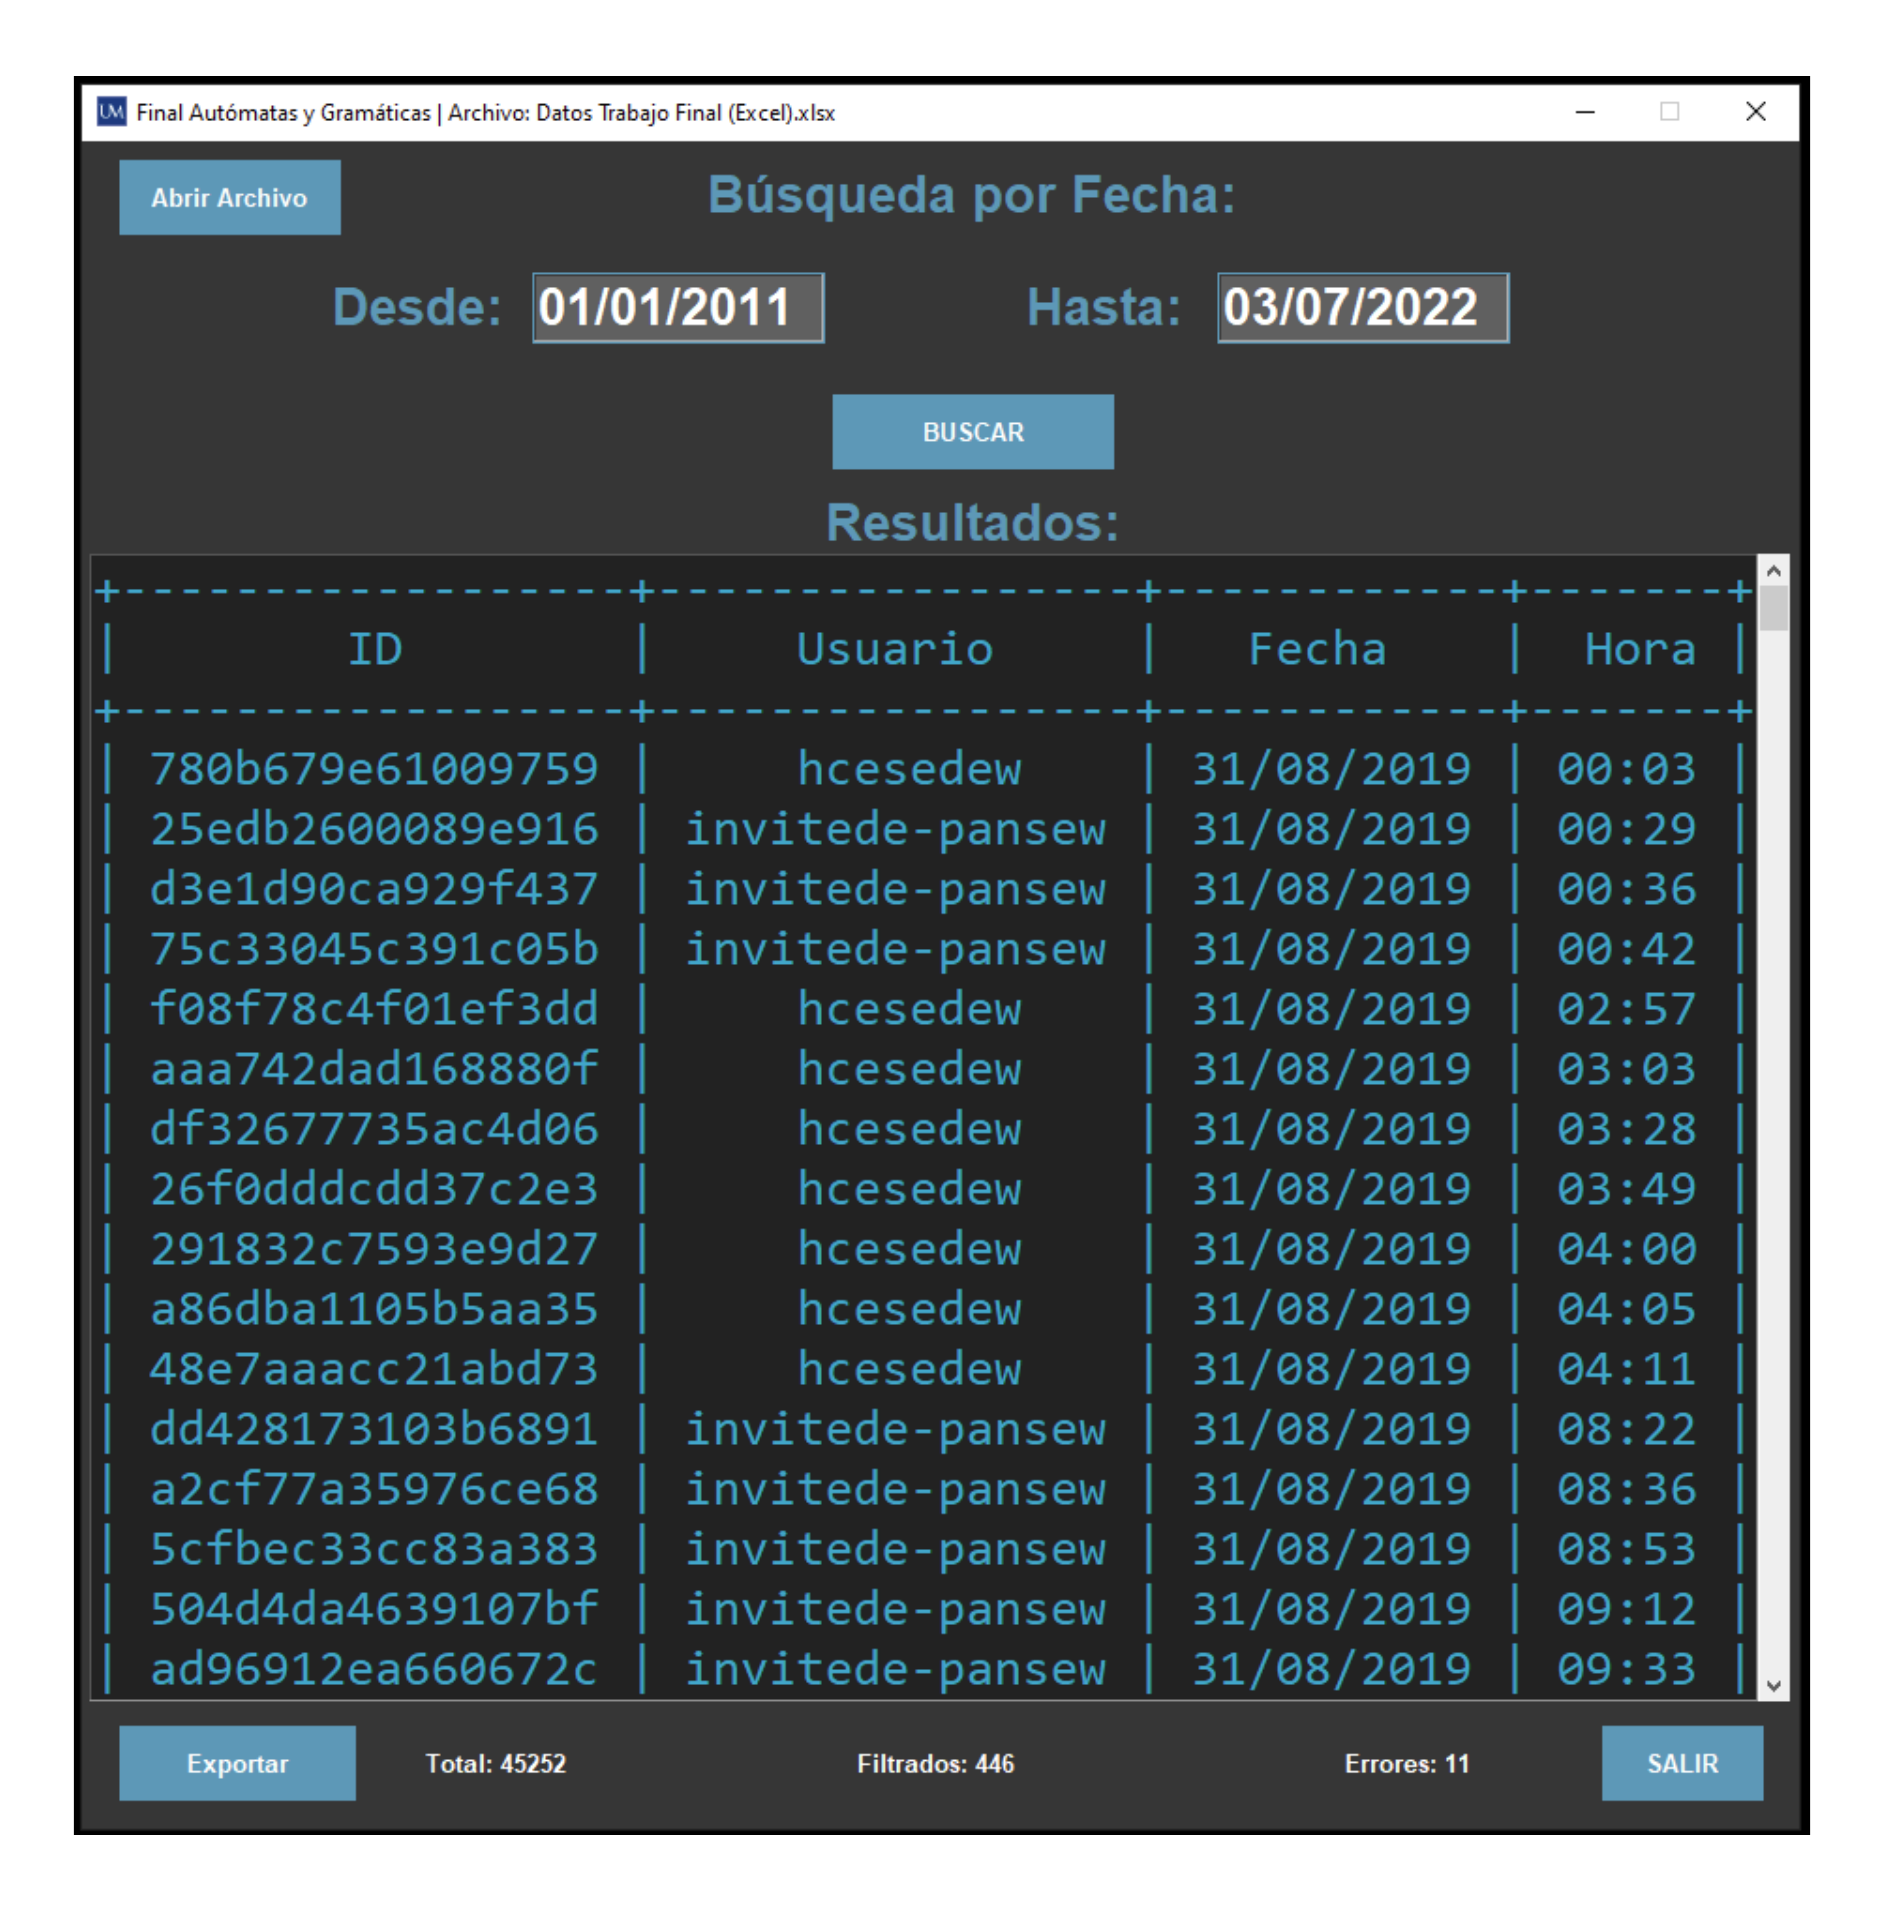 UM Final Autómatas y Gramáticas | Archivo: Datos Trabajo Final (Excel).xlsx
Abrir Archivo
Búsqueda por Fecha:
Desde: 01/01/2011 Hasta: 03/07/2022
BUSCAR
Resultados:
+------------------+-----------------+------------+-------+
| ID | Usuario | Fecha | Hora |
+------------------+-----------------+------------+-------+
| 780b679e61009759 | hcesedew | 31/08/2019 | 00:03 |
| 25edb2600089e916 | invitede-pansew | 31/08/2019 | 00:29 |
| d3e1d90ca929f437 | invitede-pansew | 31/08/2019 | 00:36 |
| 75c33045c391c05b | invitede-pansew | 31/08/2019 | 00:42 |
| f08f78c4f01ef3dd | hcesedew | 31/08/2019 | 02:57 |
| aaa742dad168880f | hcesedew | 31/08/2019 | 03:03 |
| df32677735ac4d06 | hcesedew | 31/08/2019 | 03:28 |
| 26f0dddcdd37c2e3 | hcesedew | 31/08/2019 | 03:49 |
| 291832c7593e9d27 | hcesedew | 31/08/2019 | 04:00 |
| a86dba1105b5aa35 | hcesedew | 31/08/2019 | 04:05 |
| 48e7aaacc21abd73 | hcesedew | 31/08/2019 | 04:11 |
| dd428173103b6891 | invitede-pansew | 31/08/2019 | 08:22 |
| a2cf77a35976ce68 | invitede-pansew | 31/08/2019 | 08:36 |
| 5cfbec33cc83a383 | invitede-pansew | 31/08/2019 | 08:53 |
| 504d4da4639107bf | invitede-pansew | 31/08/2019 | 09:12 |
| ad96912ea660672c | invitede-pansew | 31/08/2019 | 09:33 |
Exportar Total: 45252 Filtrados: 446 Errores: 11 SALIR